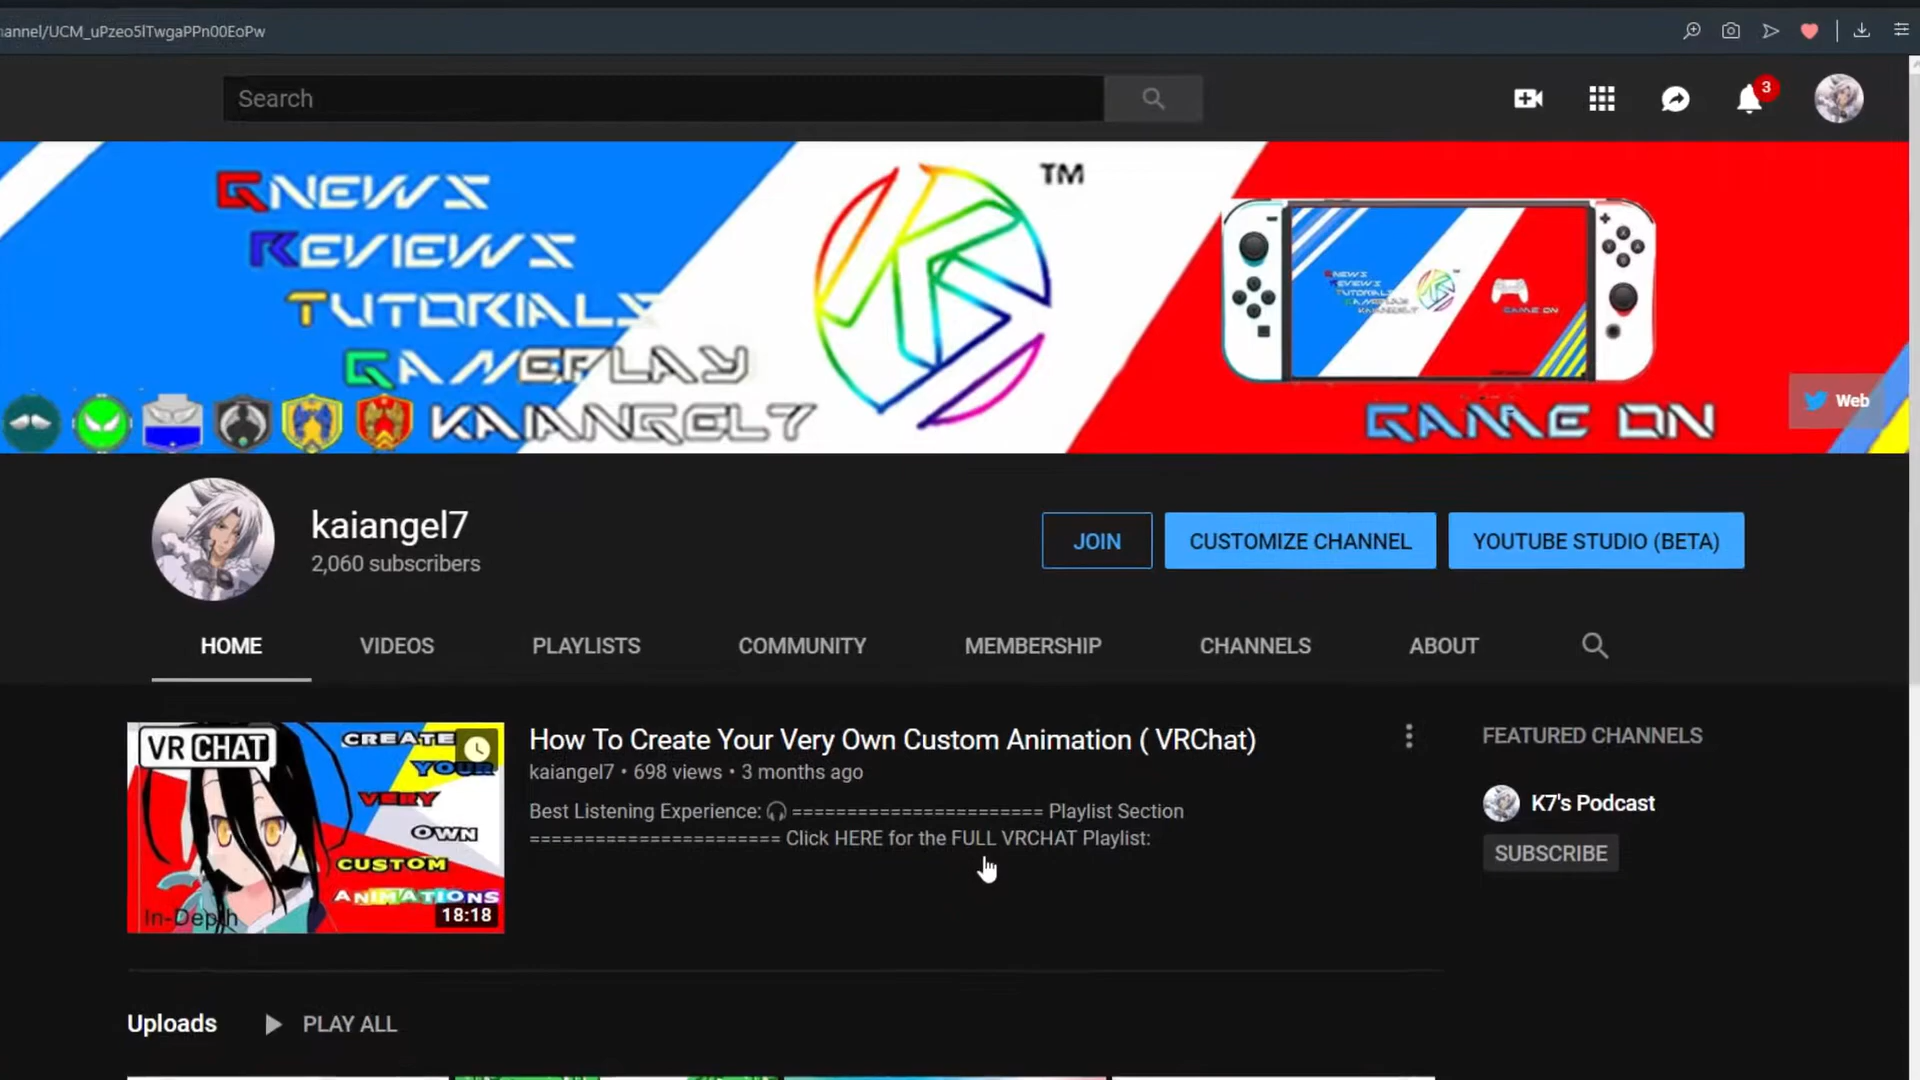 annel/UCM_uPzeo5lTwgaPPn00EoPw
Search
3
GNEWS
REVIEWS
TUTORIALS
GAMEPLAY
KAIANGEL7
TM
GAME ON
GAME ON
Web
kaiangel7
2,060 subscribers
JOIN
CUSTOMIZE CHANNEL
YOUTUBE STUDIO (BETA)
HOME
VIDEOS
PLAYLISTS
COMMUNITY
MEMBERSHIP
CHANNELS
ABOUT
VR CHAT
CREATE
YOUR
VERY
OWN
CUSTOM
ANIMATIONS
In-Depth
18:18
How To Create Your Very Own Custom Animation ( VRChat)
kaiangel7 • 698 views • 3 months ago
Best Listening Experience: 🎧 ====================== Playlist Section
====================== Click HERE for the FULL VRCHAT Playlist:
FEATURED CHANNELS
K7's Podcast
SUBSCRIBE
Uploads
PLAY ALL